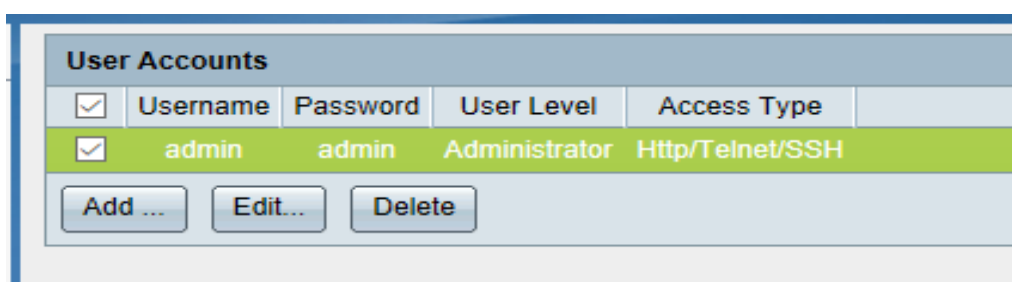 User Accounts
Username Password User Level Access Type
admin admin Administrator Http/Telnet/SSH
Add ... Edit... Delete